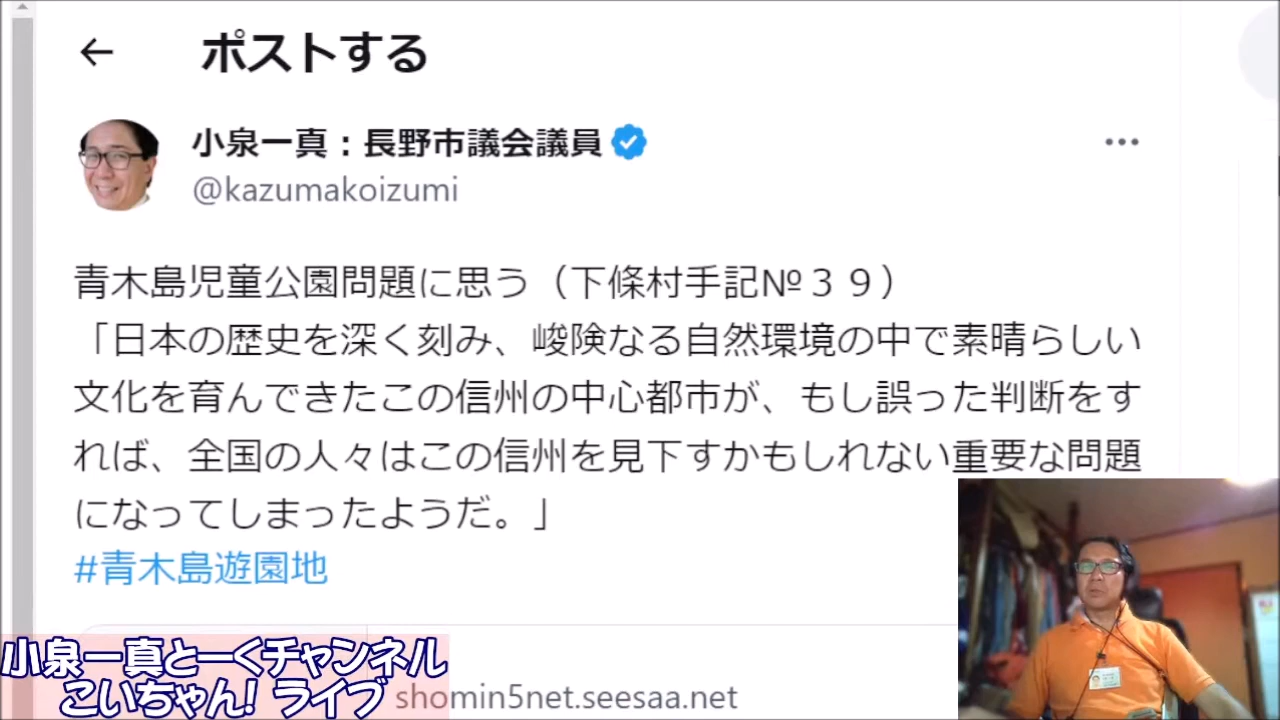 ポストする
小泉一真：長野市議会議員
@kazumakoizumi
青木島児童公園問題に思う（下條村手記№３９）
「日本の歴史を深く刻み、峻険なる自然環境の中で素晴らしい
文化を育んできたこの信州の中心都市が、もし誤った判断をす
れば、全国の人々はこの信州を見下すかもしれない重要な問題
になってしまったようだ。」
#青木島遊園地
小泉一真とーくチャンネル
こいちゃん! ライブ
shomin5net.seesaa.net